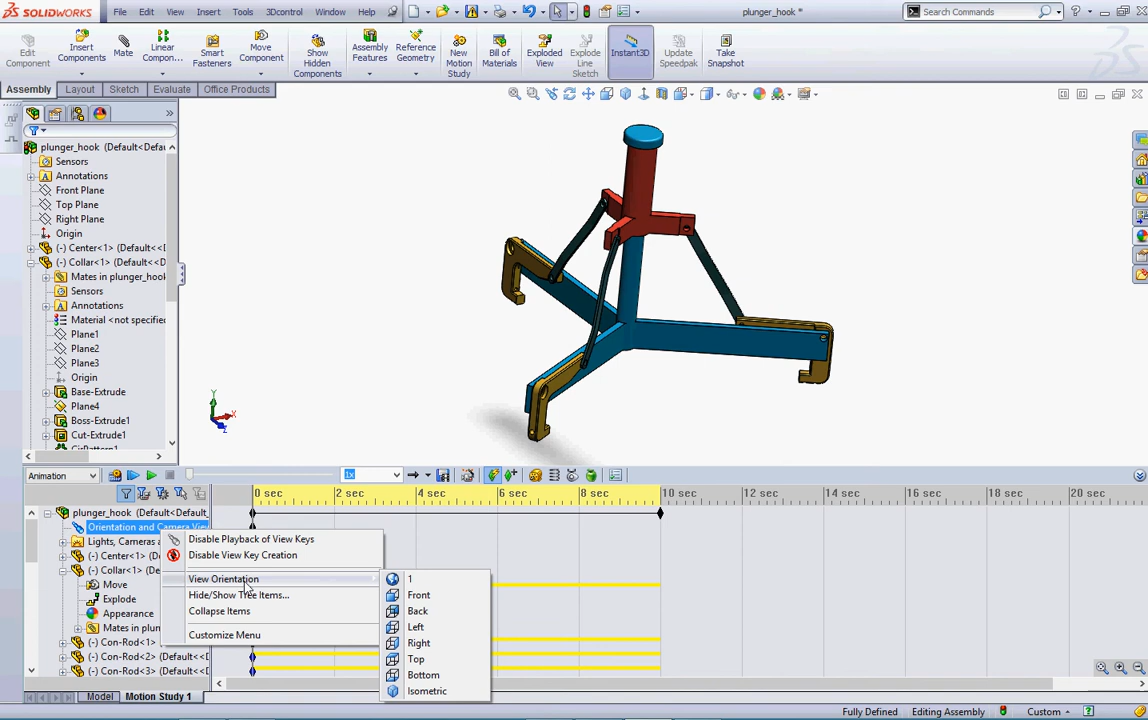 SOLIDWORKS File Edit View Insert Tools 3Dcontrol Window Help plunger_hook * Search Commands
Edit Component
Insert Components
Mate
Linear Compon...
Smart Fasteners
Move Component
Show Hidden Components
Assembly Features
Reference Geometry
New Motion Study
Bill of Materials
Exploded View
Explode Line Sketch
Instant3D
Update Speedpak
Take Snapshot
Assembly Layout Sketch Evaluate Office Products
plunger_hook (Default<Defau
Sensors
Annotations
Front Plane
Top Plane
Right Plane
Origin
(-) Center<1> (Default<<
(-) Collar<1> (Default<<D
Mates in plunger_hook
Sensors
Annotations
Material <not specified
Plane1
Plane2
Plane3
Origin
Base-Extrude
Plane4
Boss-Extrude1
Cut-Extrude1
CirPattern1
Y
X
Z
Animation 1x
0 sec 2 sec 4 sec 6 sec 8 sec 10 sec 12 sec 14 sec 16 sec 18 sec 20 sec
plunger_hook (Default<Default_
Orientation and Camera View
Lights, Cameras a
(-) Center<1> (D
(-) Collar<1> (D
Move
Explode
Appearance
Mates in plun
(-) Con-Rod<1>
(-) Con-Rod<2> (Default<<D
(-) Con-Rod<3> (Default<<D
Disable Playback of View Keys
Disable View Key Creation
View Orientation
Hide/Show Tree Items...
Collapse Items
Customize Menu
1
Front
Back
Left
Right
Top
Bottom
Isometric
Model Motion Study 1
Fully Defined Editing Assembly Custom